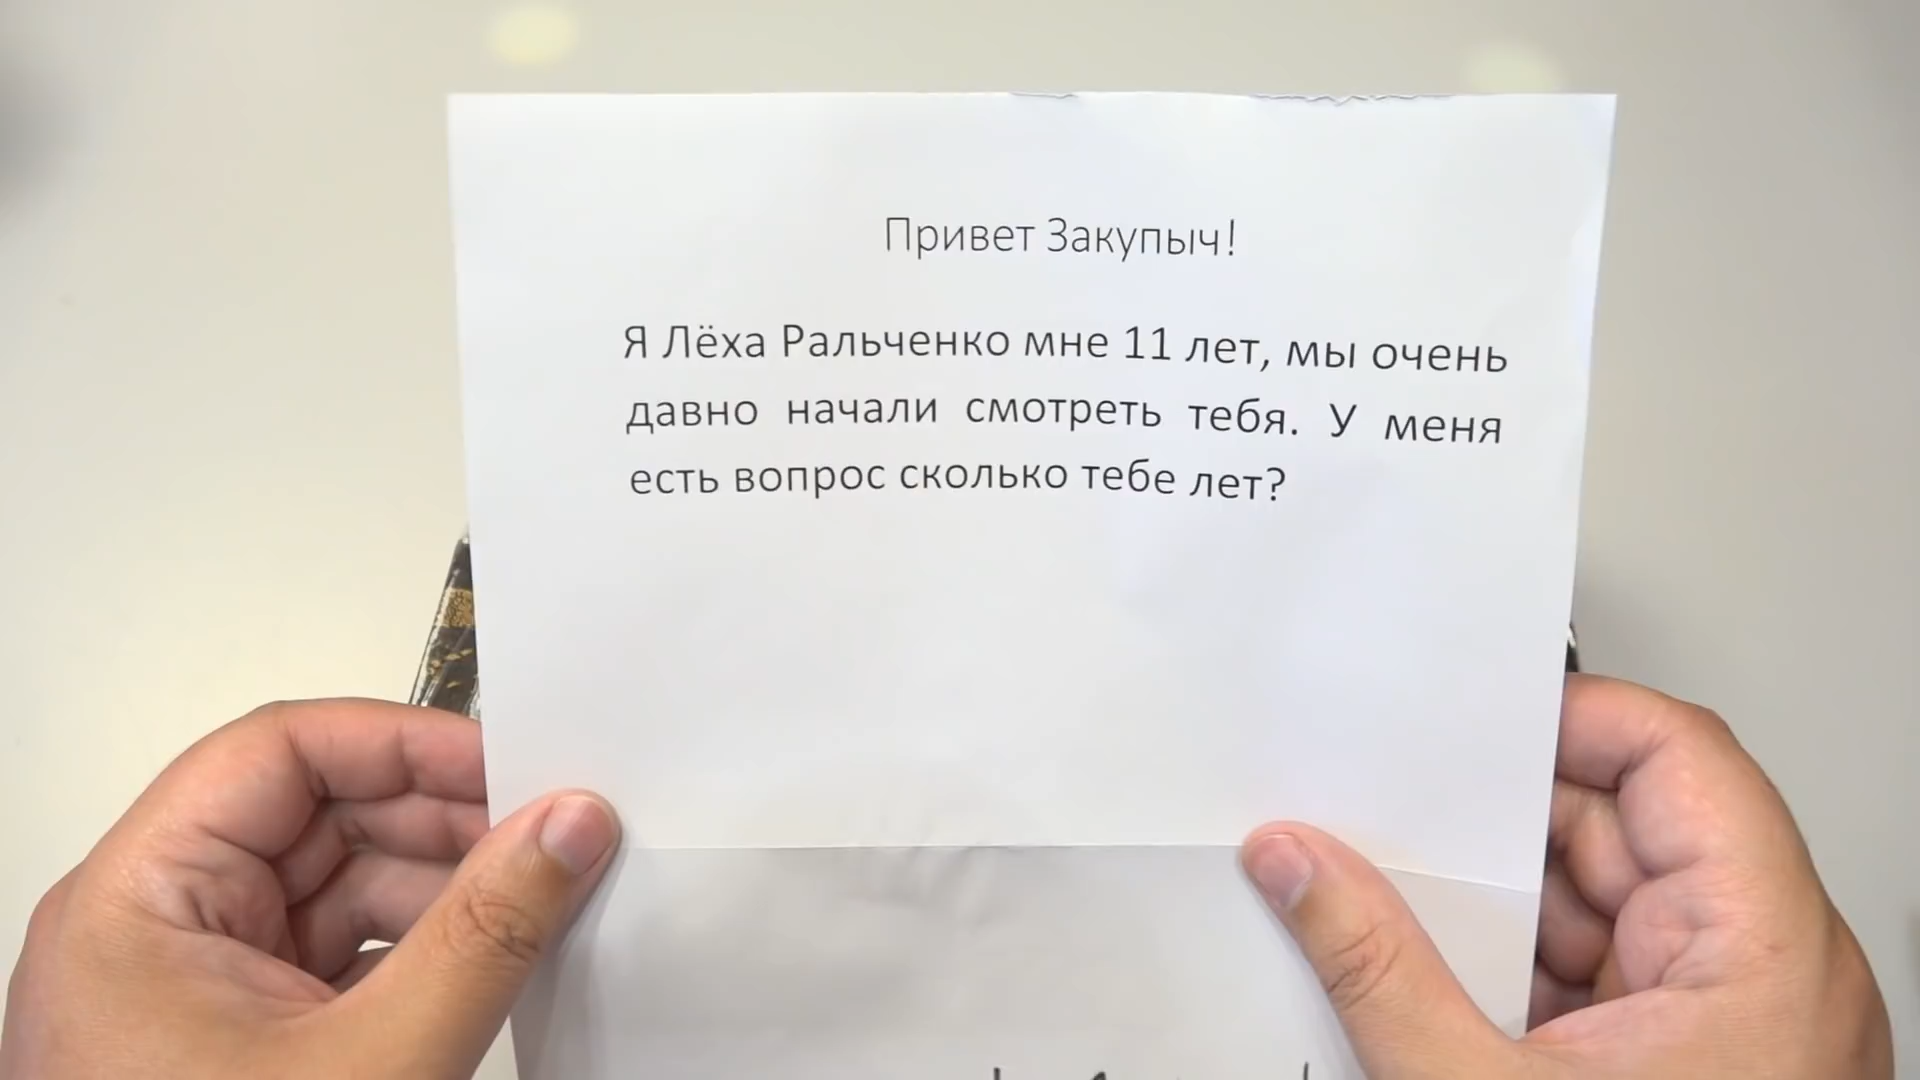 Привет Закупыч!
Я Лёха Ральченко мне 11 лет, мы очень
давно начали смотреть тебя. У меня
есть вопрос сколько тебе лет?